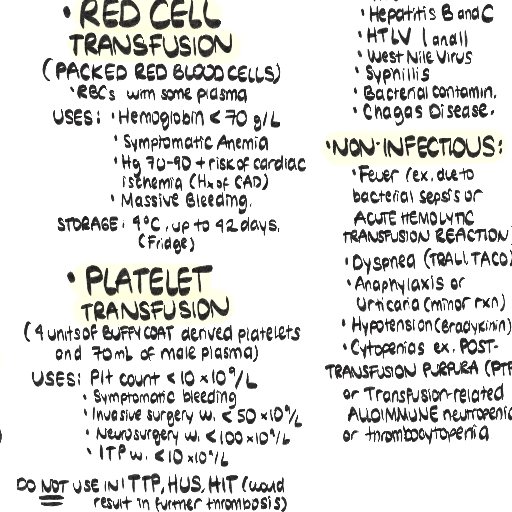 • RED CELL
TRANSFUSION
(PACKED RED BLOOD CELLS)
• RBCs with some plasma
USES: • Hemoglobin < 70 g/L
• Symptomatic Anemia
• Hg 70-90 + risk of cardiac
ischemia (Hx of CAD)
• Massive Bleeding.
STORAGE: 4°C, up to 42 days.
(Fridge)
• PLATELET
TRANSFUSION
(4 units of BUFFY COAT derived platelets
and 70mL of male plasma)
USES: Plt count < 10 x10⁹/L
• Symptomatic bleeding
• Invasive surgery w. < 50 x10⁹/L
• Neurosurgery w. < 100 x10⁹/L
• ITP w. < 10 x10⁹/L
DO NOT USE IN TTP, HUS, HIT (could
result in further thrombosis)
• Hepatitis B and C
• HTLV I and II
• West Nile Virus
• Syphillis
• Bacterial contamin.
• Chagas Disease.
• NON-INFECTIOUS:
• Fever (ex. due to
bacterial sepsis or
ACUTE HEMOLYTIC
TRANSFUSION REACTION)
• Dyspnea (TRALI, TACO)
• Anaphylaxis or
Urticaria (minor rxn)
• Hypotension (Bradykinin)
• Cytopenias ex. POST-
TRANSFUSION PURPURA (PTP
or Transfusion-related
ALLOIMMUNE neutropenia
or thrombocytopenia